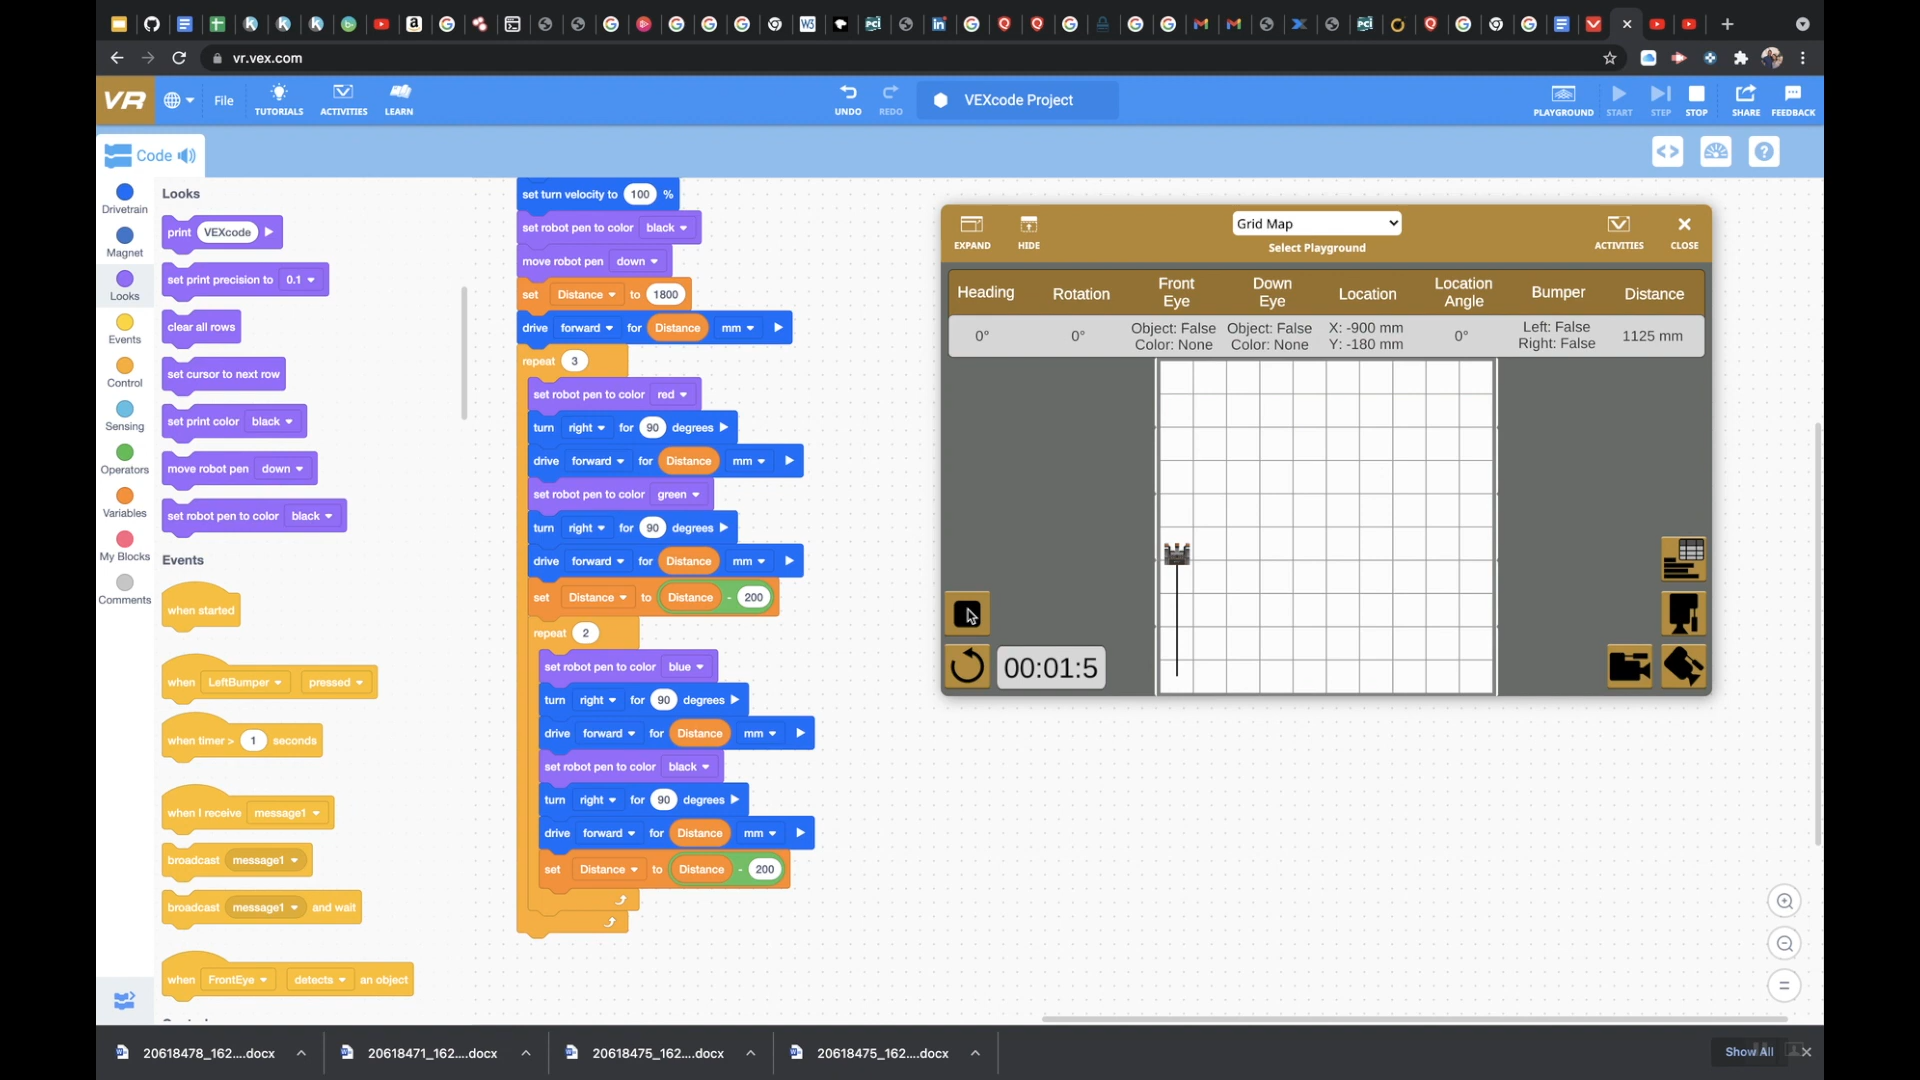 vr.vex.com
VR
File
TUTORIALS
ACTIVITIES
LEARN
UNDO
REDO
VEXcode Project
PLAYGROUND
START
STEP
STOP
SHARE
FEEDBACK
Code
Drivetrain
Magnet
Looks
Events
Control
Sensing
Operators
Variables
My Blocks
Comments
Looks
print VEXcode
set print precision to 0.1
clear all rows
set cursor to next row
set print color black
move robot pen down
set robot pen to color black
Events
when started
when LeftBumper pressed
when timer > 1 seconds
when I receive message1
broadcast message1
broadcast message1 and wait
when FrontEye detects an object
set turn velocity to 100 %
set robot pen to color black
move robot pen down
set Distance to 1800
drive forward for Distance mm
repeat 3
set robot pen to color red
turn right for 90 degrees
drive forward for Distance mm
set robot pen to color green
turn right for 90 degrees
drive forward for Distance mm
set Distance to Distance - 200
repeat 2
set robot pen to color blue
turn right for 90 degrees
drive forward for Distance mm
set robot pen to color black
turn right for 90 degrees
drive forward for Distance mm
set Distance to Distance - 200
EXPAND
HIDE
Grid Map
Select Playground
ACTIVITIES
CLOSE
Heading
Rotation
Front
Eye
Down
Eye
Location
Location
Angle
Bumper
Distance
0°
0°
Object: False
Color: None
Object: False
Color: None
X: -900 mm
Y: -180 mm
0°
Left: False
Right: False
1125 mm
00:01:5
20618478_162....docx
20618471_162....docx
20618475_162....docx
20618475_162....docx
Show All